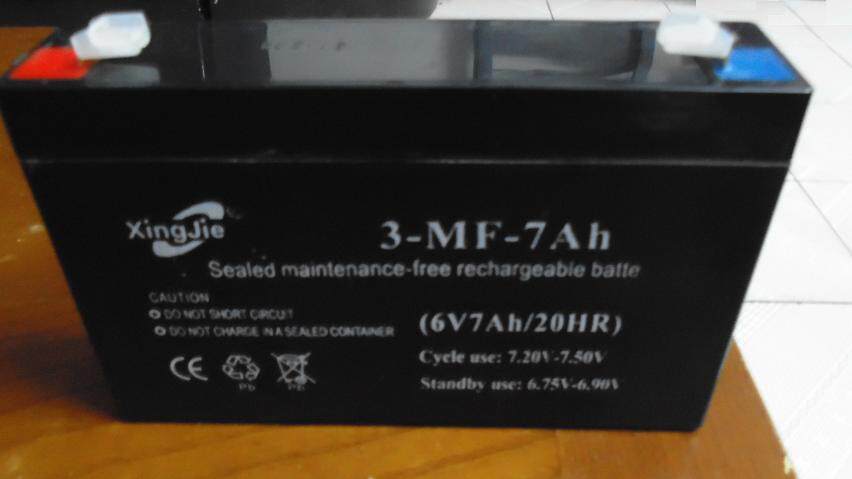 XingJie
3-MF-7Ah
Sealed maintenance-free rechargeable batte
CAUTION
DO NOT SHORT CIRCUIT
DO NOT CHARGE IN A SEALED CONTAINER
(6V7Ah/20HR)
Cycle use: 7.20V-7.50V
Standby use: 6.75V-6.90V
CE
Pb
Pb